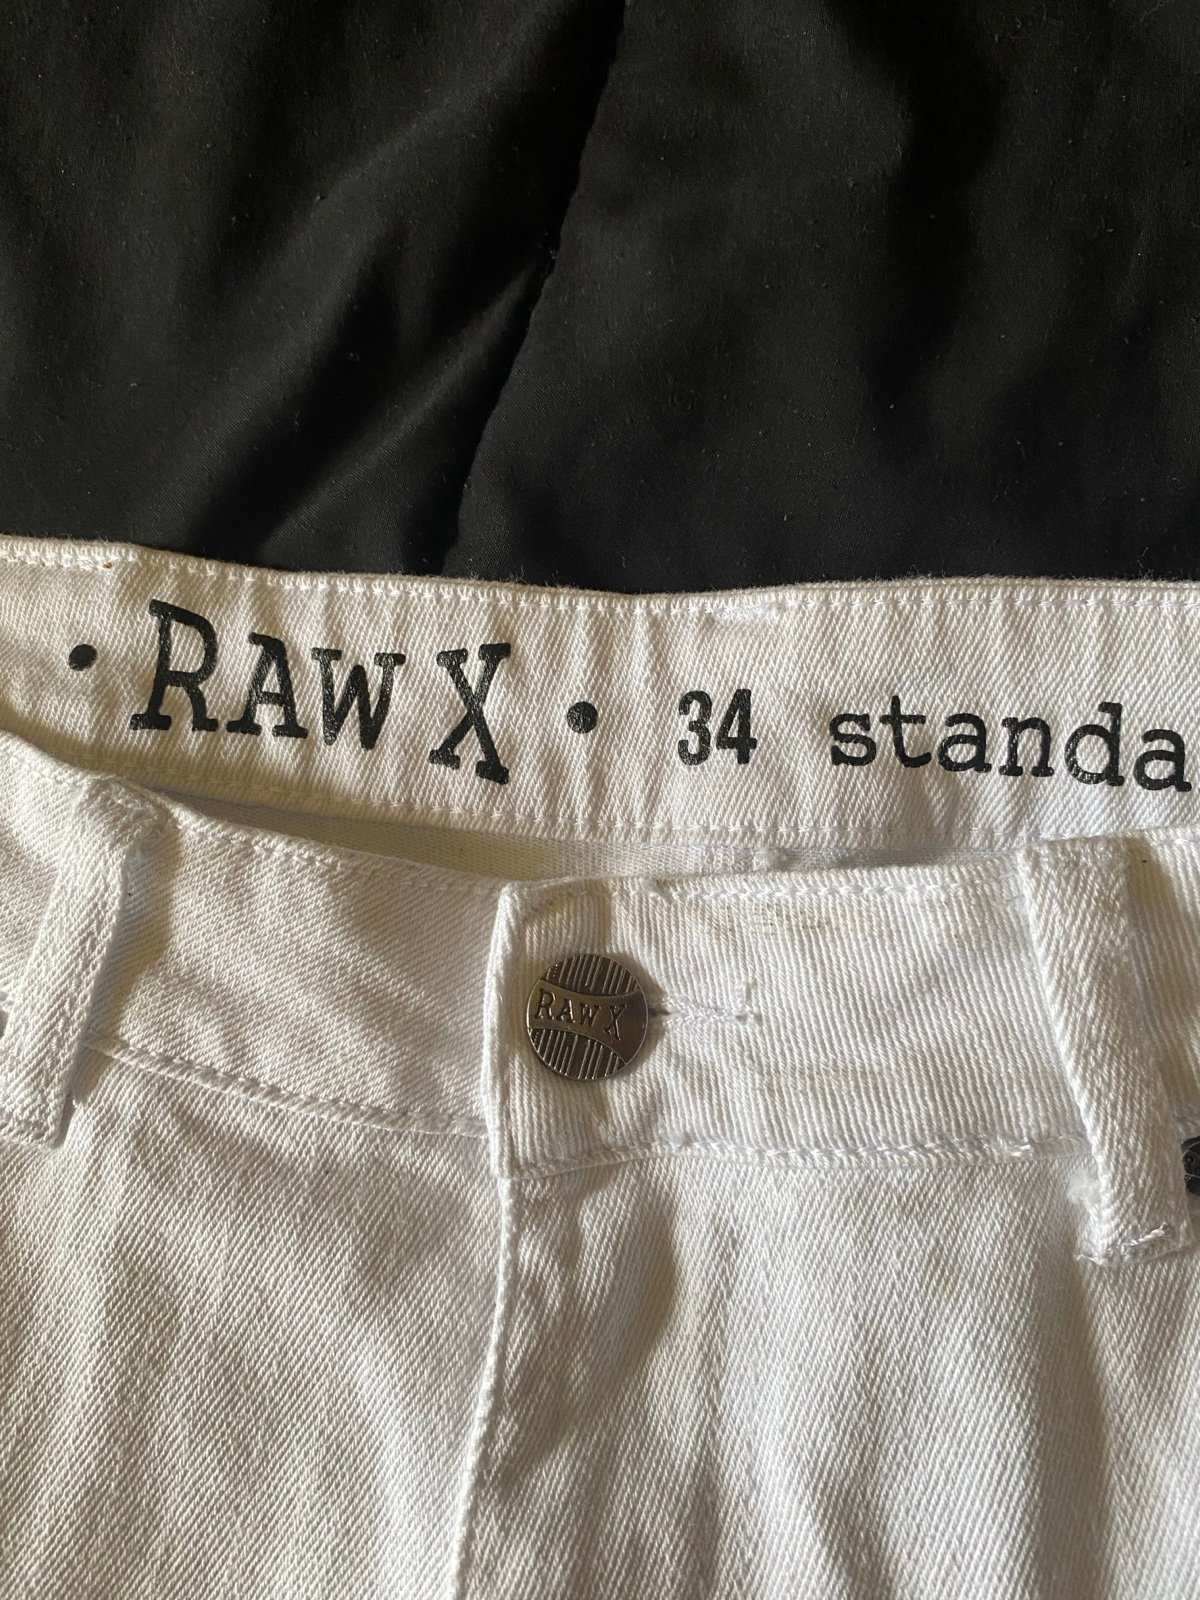 • RAW X • 34 standa
RAW X